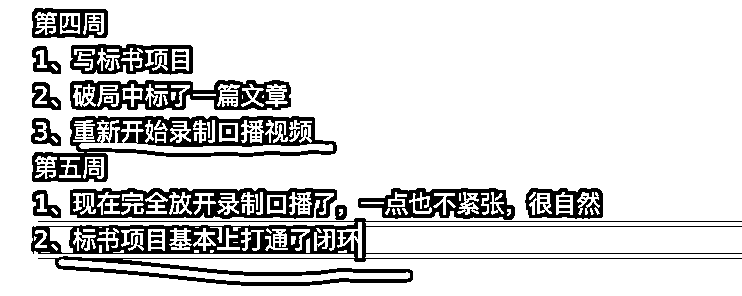 第四周
1、写标书项目
2、破局中标了一篇文章
3、重新开始录制口播视频
第五周
1、现在完全放开录制口播了，一点也不紧张，很自然
2、标书项目基本上打通了闭环